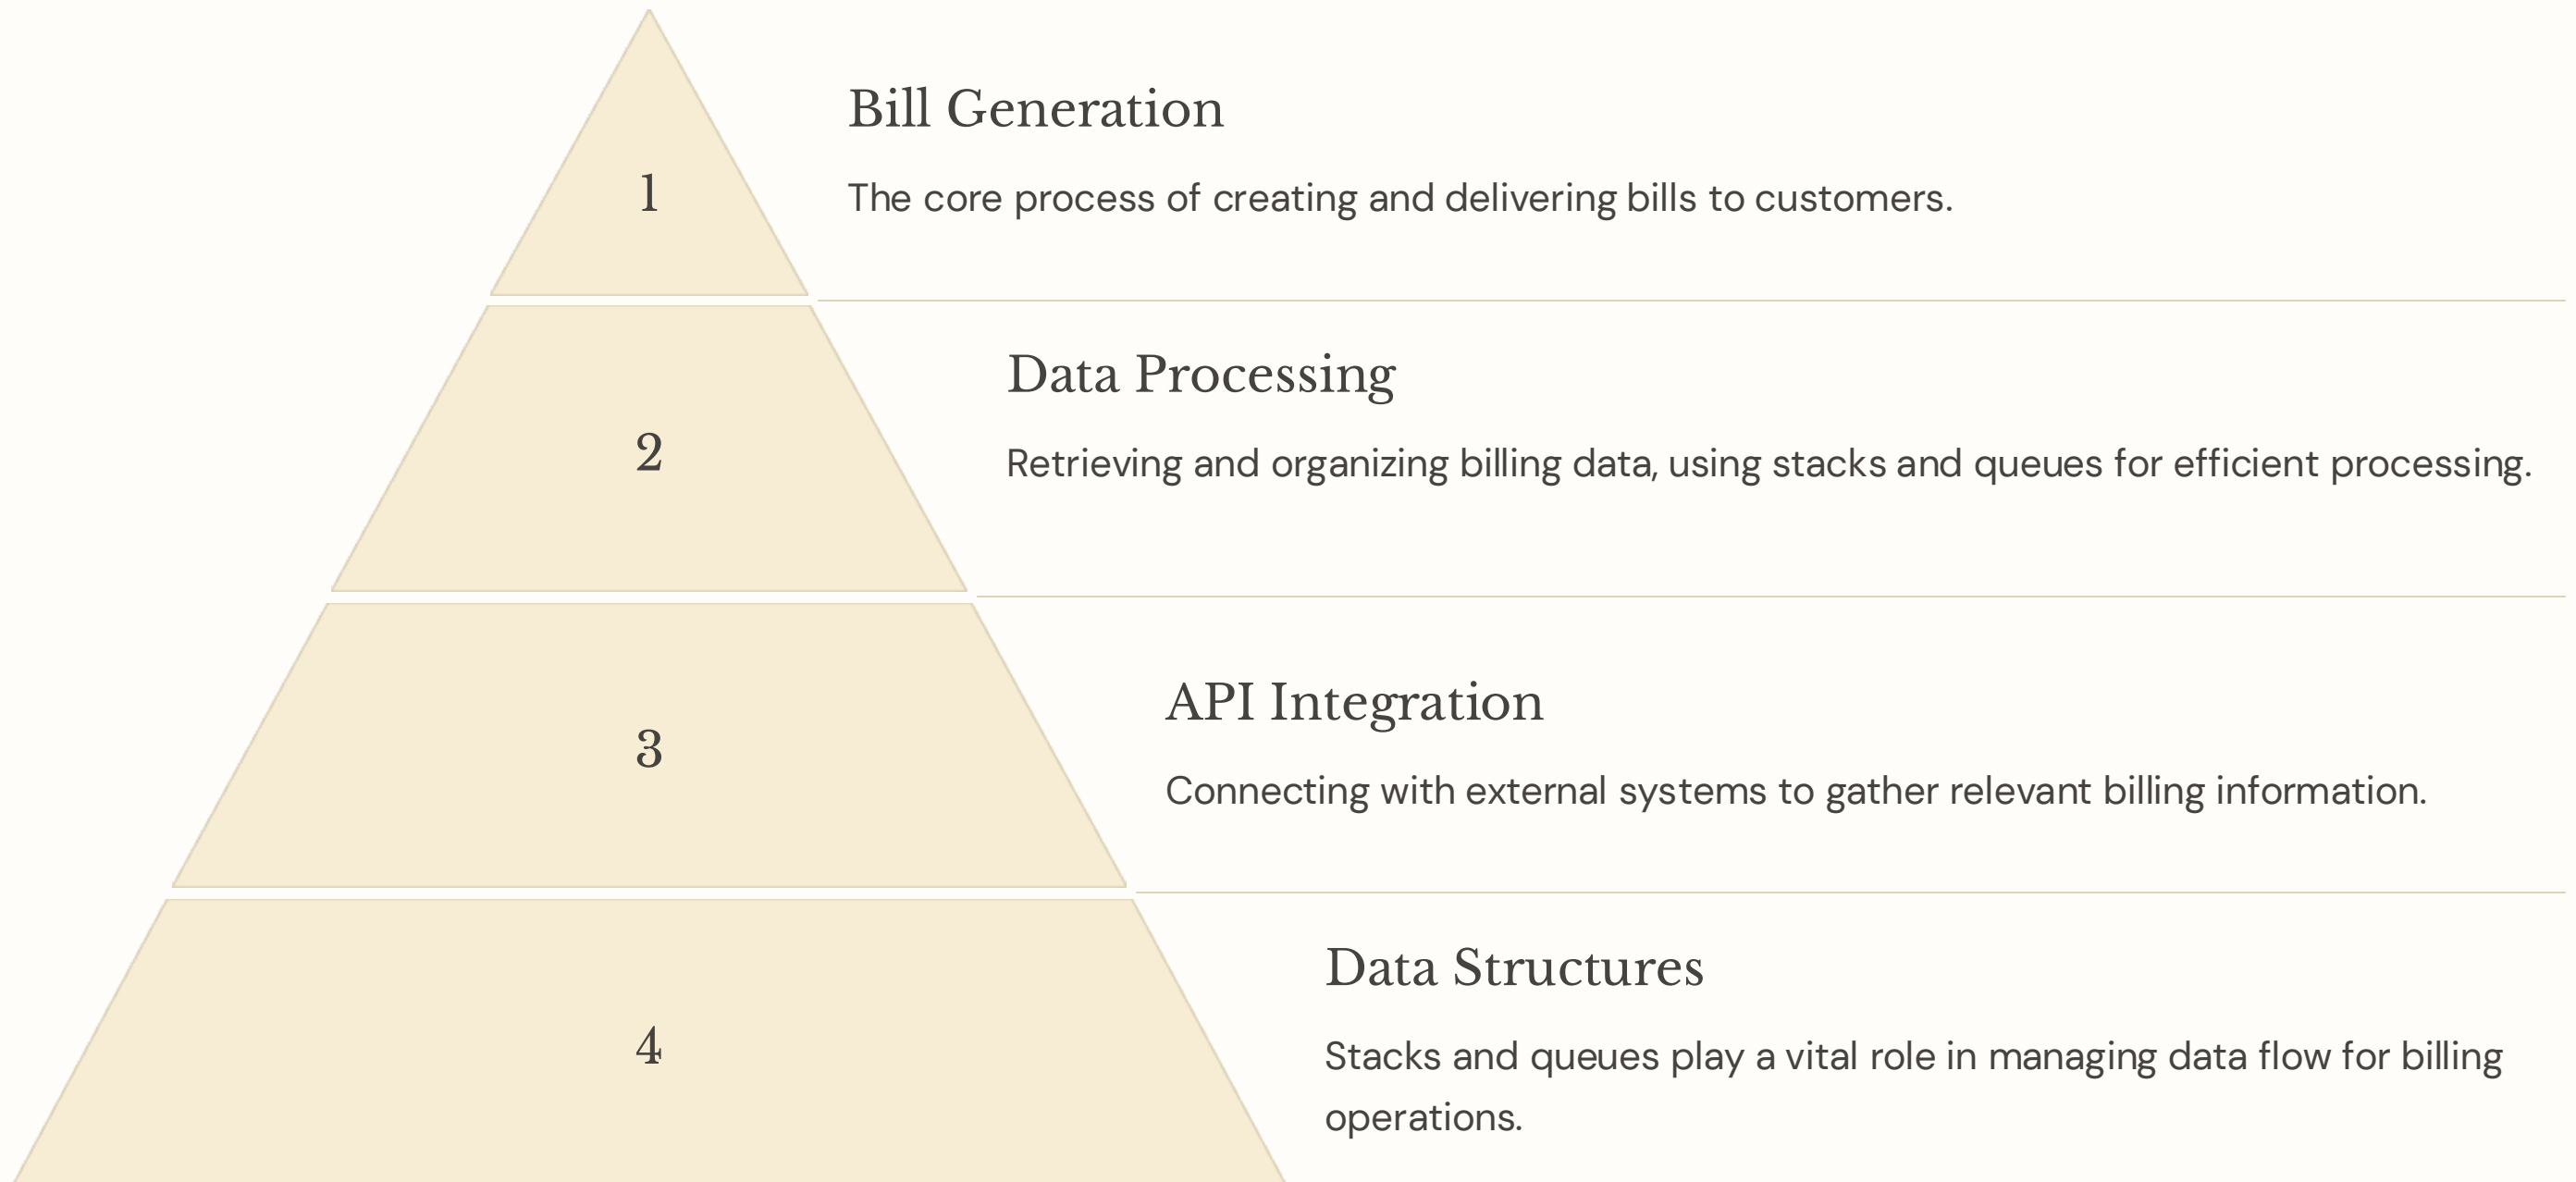 Bill Generation
1
The core process of creating and delivering bills to customers.
Data Processing
2
Retrieving and organizing billing data, using stacks and queues for efficient processing.
API Integration
3
Connecting with external systems to gather relevant billing information.
Data Structures
4
Stacks and queues play a vital role in managing data flow for billing
operations.